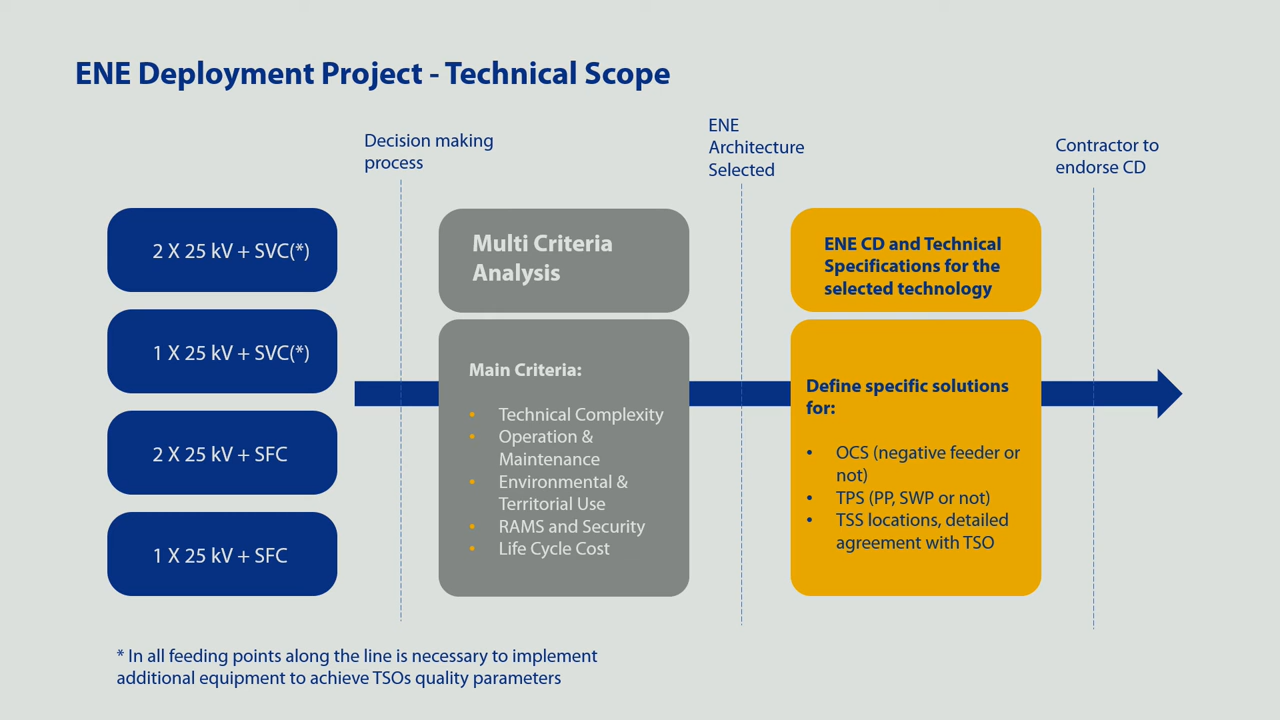 ENE Deployment Project - Technical Scope
Decision making
process
ENE
Architecture
Selected
Contractor to
endorse CD
2 X 25 kV + SVC(*)
1 X 25 kV + SVC(*)
2 X 25 kV + SFC
1 X 25 kV + SFC
Multi Criteria
Analysis
Main Criteria:
• Technical Complexity
• Operation &
Maintenance
• Environmental &
Territorial Use
• RAMS and Security
• Life Cycle Cost
ENE CD and Technical
Specifications for the
selected technology
Define specific solutions
for:
• OCS (negative feeder or
not)
• TPS (PP, SWP or not)
• TSS locations, detailed
agreement with TSO
* In all feeding points along the line is necessary to implement
additional equipment to achieve TSOs quality parameters